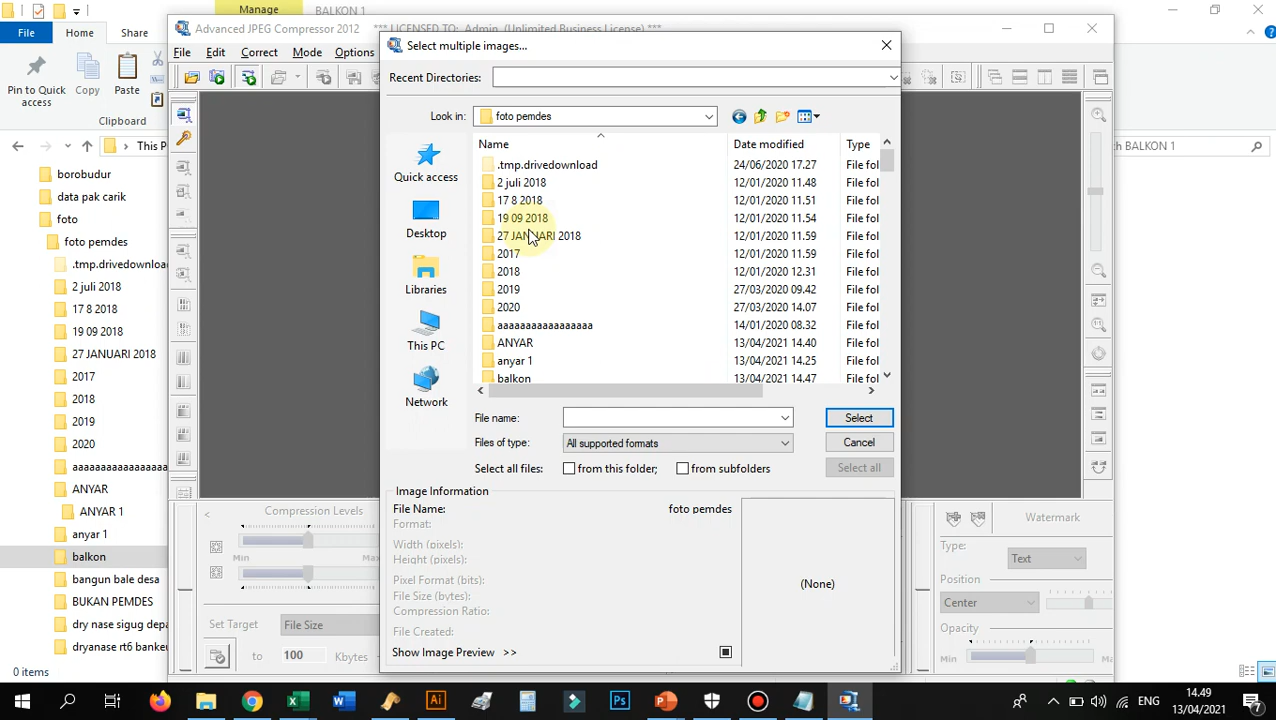 Manage
BALKON 1
File
Home
Share
Pin to Quick access
Copy
Paste
Clipboard
This P
h BALKON 1
borobudur
data pak carik
foto
foto pemdes
.tmp.drivedownload
2 juli 2018
17 8 2018
19 09 2018
27 JANUARI 2018
2017
2018
2019
2020
aaaaaaaaaaaaaaaaa
ANYAR
ANYAR 1
anyar 1
balkon
bangun bale desa
BUKAN PEMDES
dry nase sigug depa
dryanase rt6 banke
0 items
Advanced JPEG Compressor 2012 *** LICENSED TO: Admin (Unlimited Business License) ***
File Edit Correct Mode Options
Select multiple images...
Recent Directories:
Look in: foto pemdes
Quick access
Desktop
Libraries
This PC
Network
Name Date modified Type
.tmp.drivedownload 24/06/2020 17.27 File fol
2 juli 2018 12/01/2020 11.48 File fol
17 8 2018 12/01/2020 11.51 File fol
19 09 2018 12/01/2020 11.54 File fol
27 JANUARI 2018 12/01/2020 11.59 File fol
2017 12/01/2020 11.59 File fol
2018 12/01/2020 12.31 File fol
2019 27/03/2020 09.42 File fol
2020 27/03/2020 14.07 File fol
aaaaaaaaaaaaaaaaa 14/01/2020 08.32 File fol
ANYAR 13/04/2021 14.40 File fol
anyar 1 13/04/2021 14.25 File fol
balkon 13/04/2021 14.47 File fol
File name: Select
Files of type: All supported formats Cancel
Select all files: from this folder; from subfolders Select all
Image Information
File Name: foto pemdes
Format:
Width (pixels):
Height (pixels):
Pixel Format (bits):
File Size (bytes):
Compression Ratio:
File Created:
Show Image Preview >>
(None)
Compression Levels
Min Max
Min
Set Target File Size
to 100 Kbytes
Watermark
Type: Text
Position
Center
Opacity
Min Max
ENG
14.49
13/04/2021
7